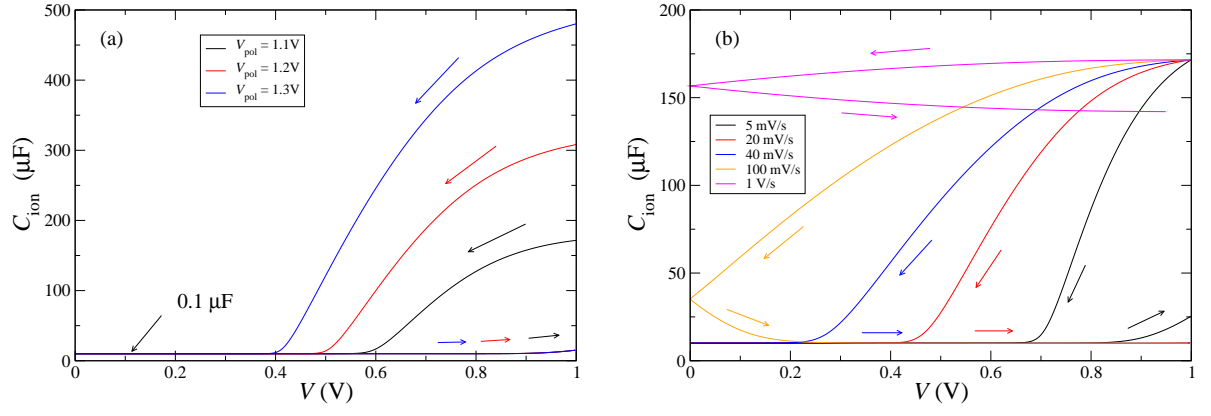 (a)
V_pol = 1.1V
V_pol = 1.2V
V_pol = 1.3V
0.1 μF
500
400
300
200
100
0
C_ion (μF)
0 0.2 0.4 0.6 0.8 1
V (V)
(b)
5 mV/s
20 mV/s
40 mV/s
100 mV/s
1 V/s
200
150
100
50
0
C_ion (μF)
0 0.2 0.4 0.6 0.8 1
V (V)